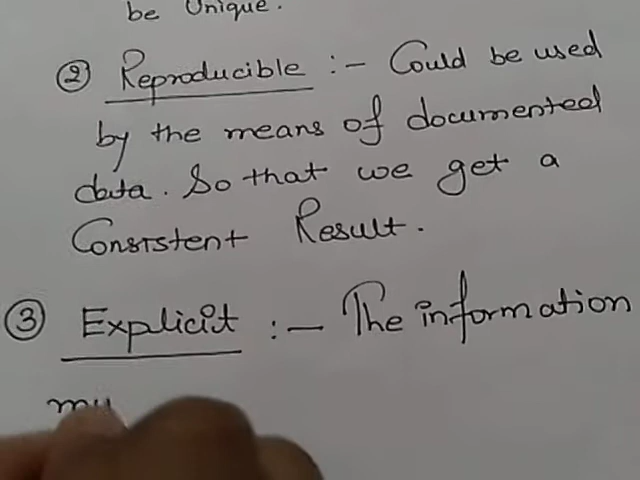 be Unique.
② Reproducible :- Could be used
by the means of documented
data. So that we get a
Consistent Result.
③ Explicit :- The information